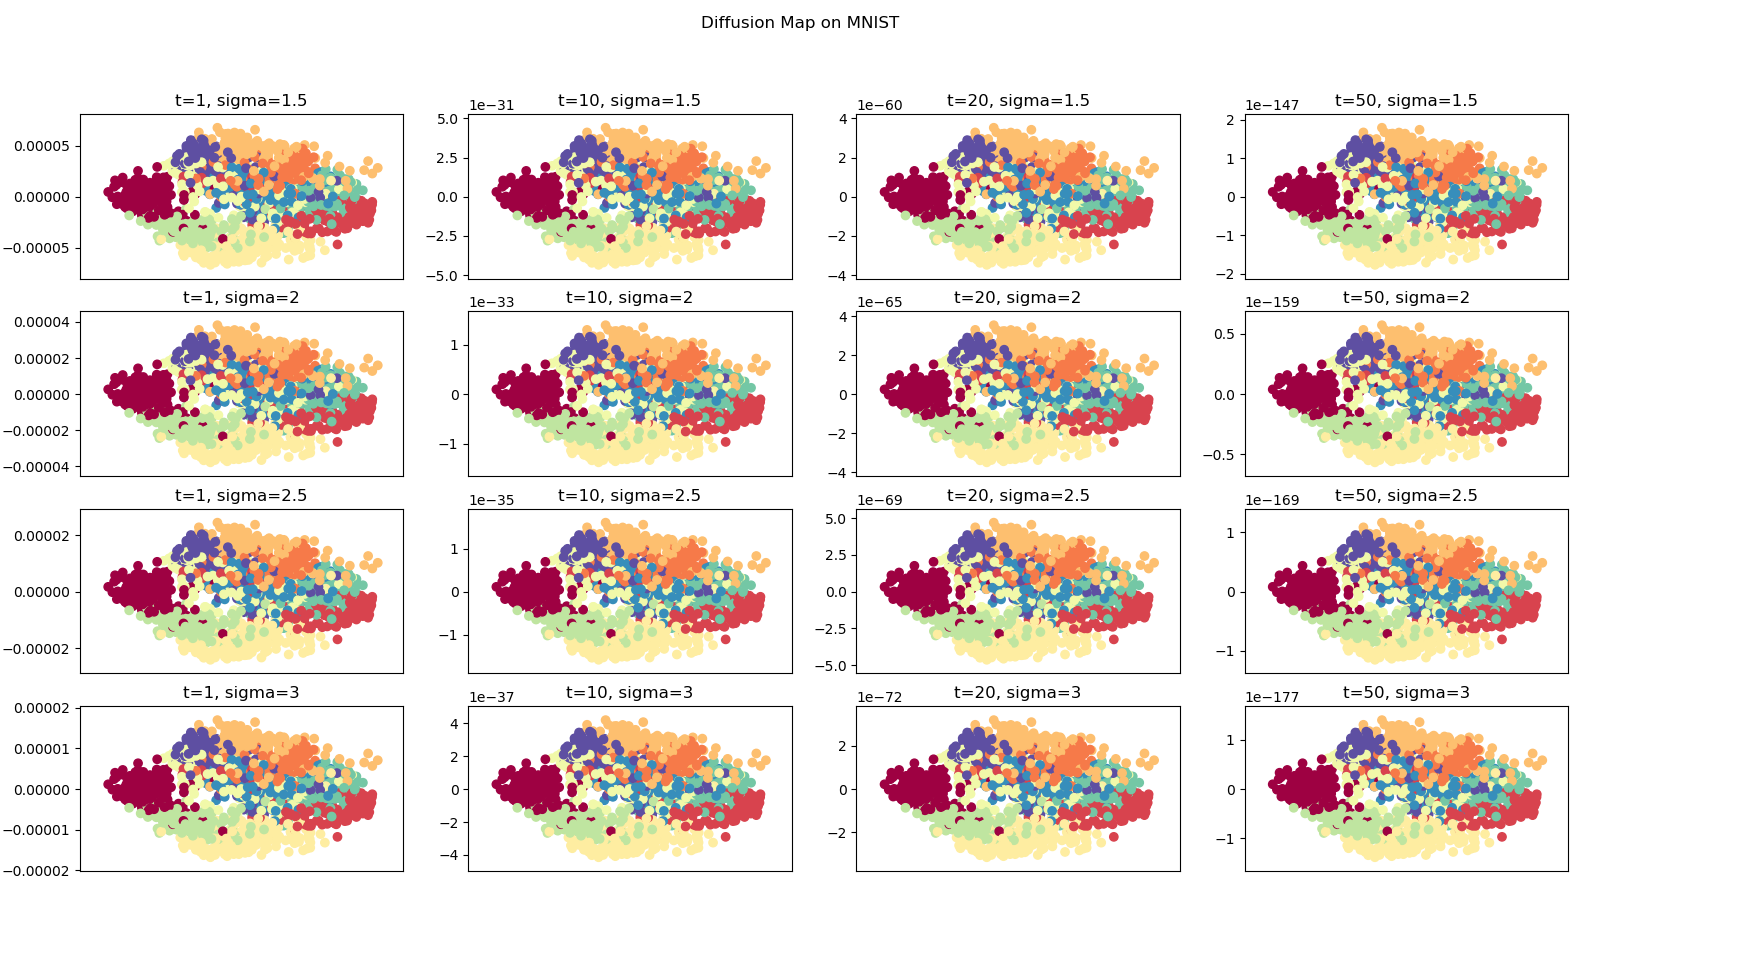 Diffusion Map on MNIST
t=1, sigma=1.5
0.00005
0.00000
−0.00005
t=10, sigma=1.5
1e−31
5.0
2.5
0.0
−2.5
−5.0
t=20, sigma=1.5
1e−60
4
2
0
−2
−4
t=50, sigma=1.5
1e−147
2
1
0
−1
−2
t=1, sigma=2
0.00004
0.00002
0.00000
−0.00002
−0.00004
t=10, sigma=2
1e−33
1
0
−1
t=20, sigma=2
1e−65
4
2
0
−2
−4
t=50, sigma=2
1e−159
0.5
0.0
−0.5
t=1, sigma=2.5
0.00002
0.00000
−0.00002
t=10, sigma=2.5
1e−35
1
0
−1
t=20, sigma=2.5
1e−69
5.0
2.5
0.0
−2.5
−5.0
t=50, sigma=2.5
1e−169
1
0
−1
t=1, sigma=3
0.00002
0.00001
0.00000
−0.00001
−0.00002
t=10, sigma=3
1e−37
4
2
0
−2
−4
t=20, sigma=3
1e−72
2
0
−2
t=50, sigma=3
1e−177
1
0
−1